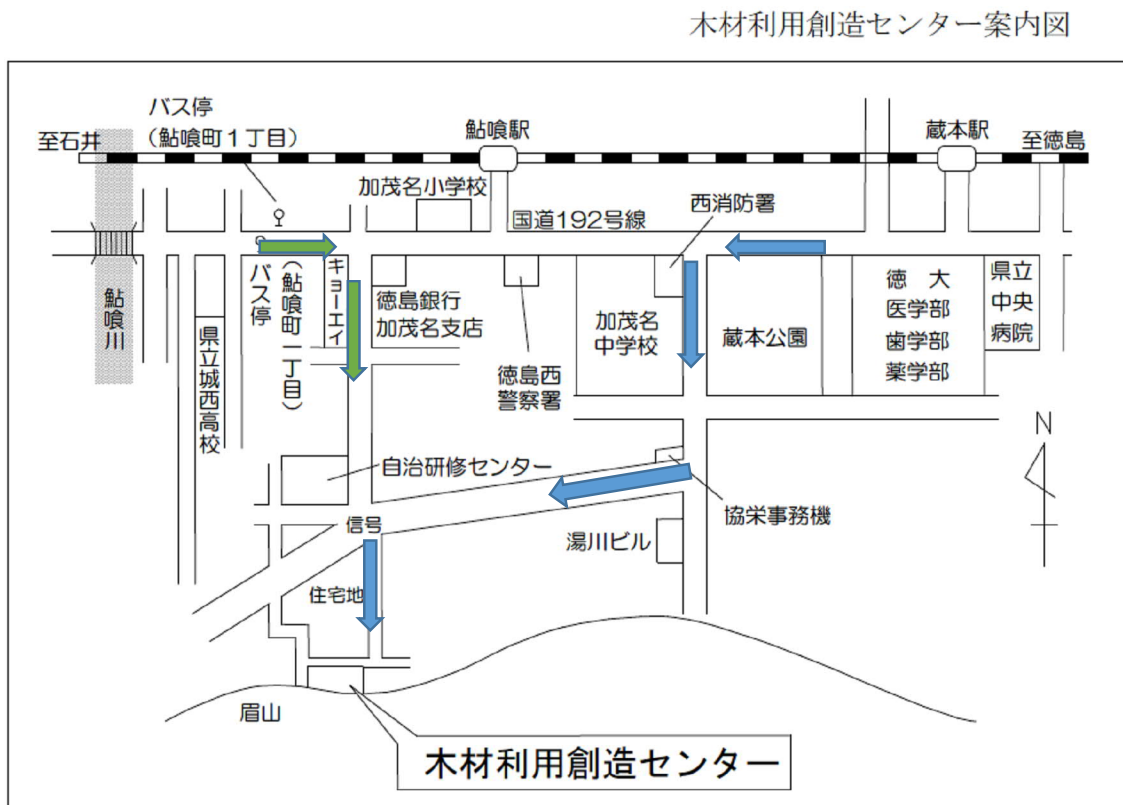 木材利用創造センター案内図
バス停
(鮎喰町1丁目)
至石井
鮎喰駅
蔵本駅
至徳島
加茂名小学校
西消防署
国道192号線
鮎喰川
県立城西高校
バス停
(鮎喰町一丁目)
キョーエイ
徳島銀行
加茂名支店
徳島西
警察署
加茂名
中学校
蔵本公園
徳大
医学部
歯学部
薬学部
県立
中央
病院
N
自治研修センター
協栄事務機
信号
湯川ビル
住宅地
眉山
木材利用創造センター